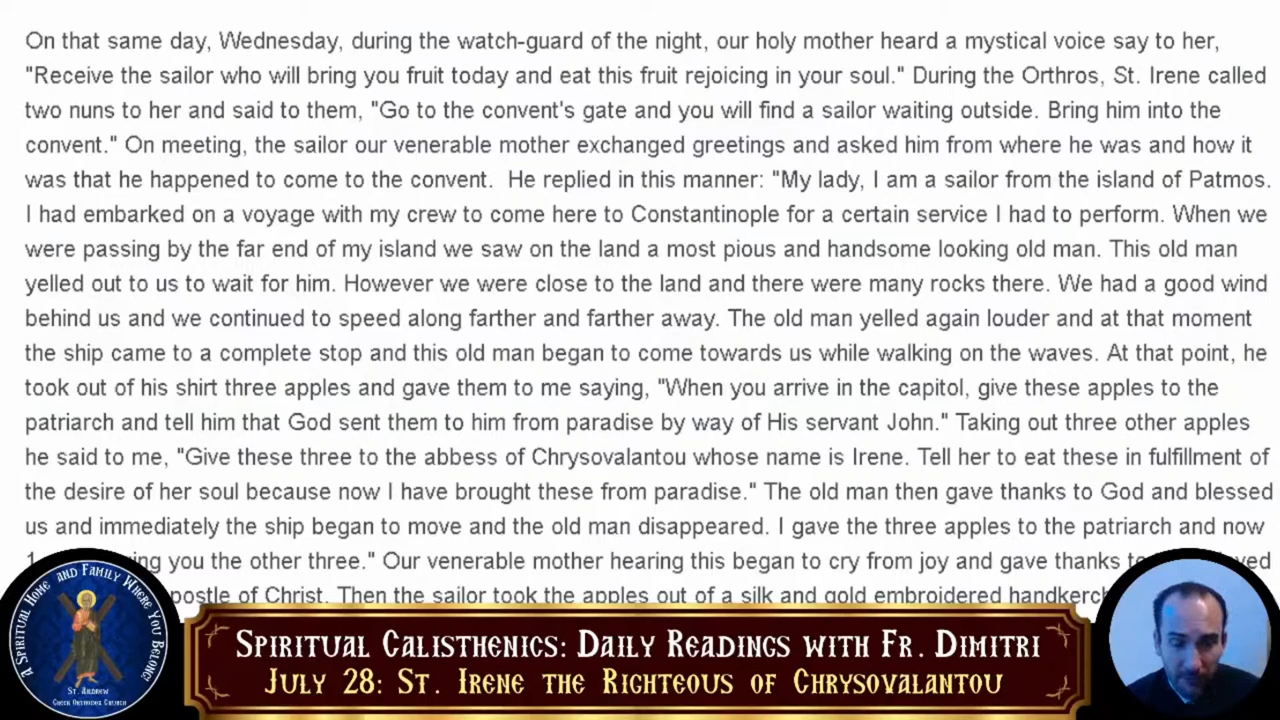 On that same day, Wednesday, during the watch-guard of the night, our holy mother heard a mystical voice say to her,
"Receive the sailor who will bring you fruit today and eat this fruit rejoicing in your soul." During the Orthros, St. Irene called
two nuns to her and said to them, "Go to the convent's gate and you will find a sailor waiting outside. Bring him into the
convent." On meeting, the sailor our venerable mother exchanged greetings and asked him from where he was and how it
was that he happened to come to the convent. He replied in this manner: "My lady, I am a sailor from the island of Patmos.
I had embarked on a voyage with my crew to come here to Constantinople for a certain service I had to perform. When we
were passing by the far end of my island we saw on the land a most pious and handsome looking old man. This old man
yelled out to us to wait for him. However we were close to the land and there were many rocks there. We had a good wind
behind us and we continued to speed along farther and farther away. The old man yelled again louder and at that moment
the ship came to a complete stop and this old man began to come towards us while walking on the waves. At that point, he
took out of his shirt three apples and gave them to me saying, "When you arrive in the capitol, give these apples to the
patriarch and tell him that God sent them to him from paradise by way of His servant John." Taking out three other apples
he said to me, "Give these three to the abbess of Chrysovalantou whose name is Irene. Tell her to eat these in fulfillment of
the desire of her soul because now I have brought these from paradise." The old man then gave thanks to God and blessed
us and immediately the ship began to move and the old man disappeared. I gave the three apples to the patriarch and now
you the other three." Our venerable mother hearing this began to cry from joy and gave thanks
of Christ. Then the sailor took the apples out of a silk and gold embroidered
A Spiritual Home and Family Where You Belong!
St. Andrew
Greek Orthodox Church
Spiritual Calisthenics: Daily Readings with Fr. Dimitri
July 28: St. Irene the Righteous of Chrysovalantou